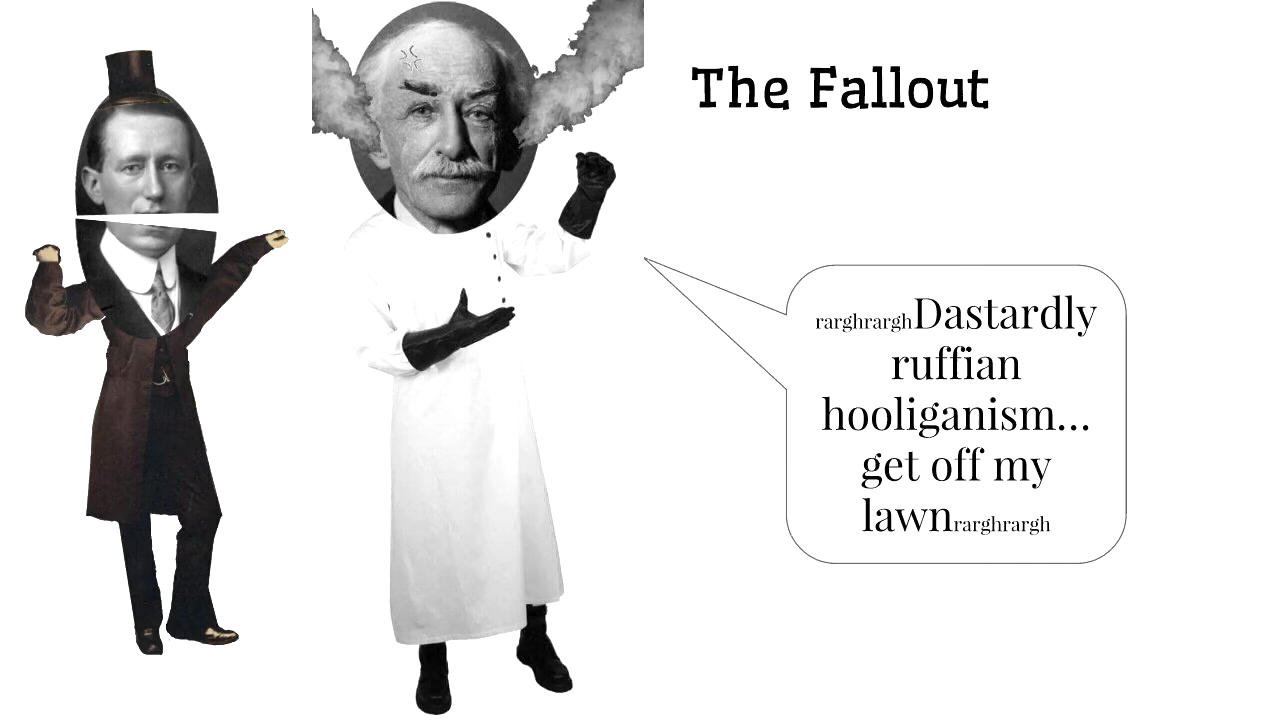 The Fallout
rarghrarghDastardly
ruffian
hooliganism...
get off my
lawnrarghrargh